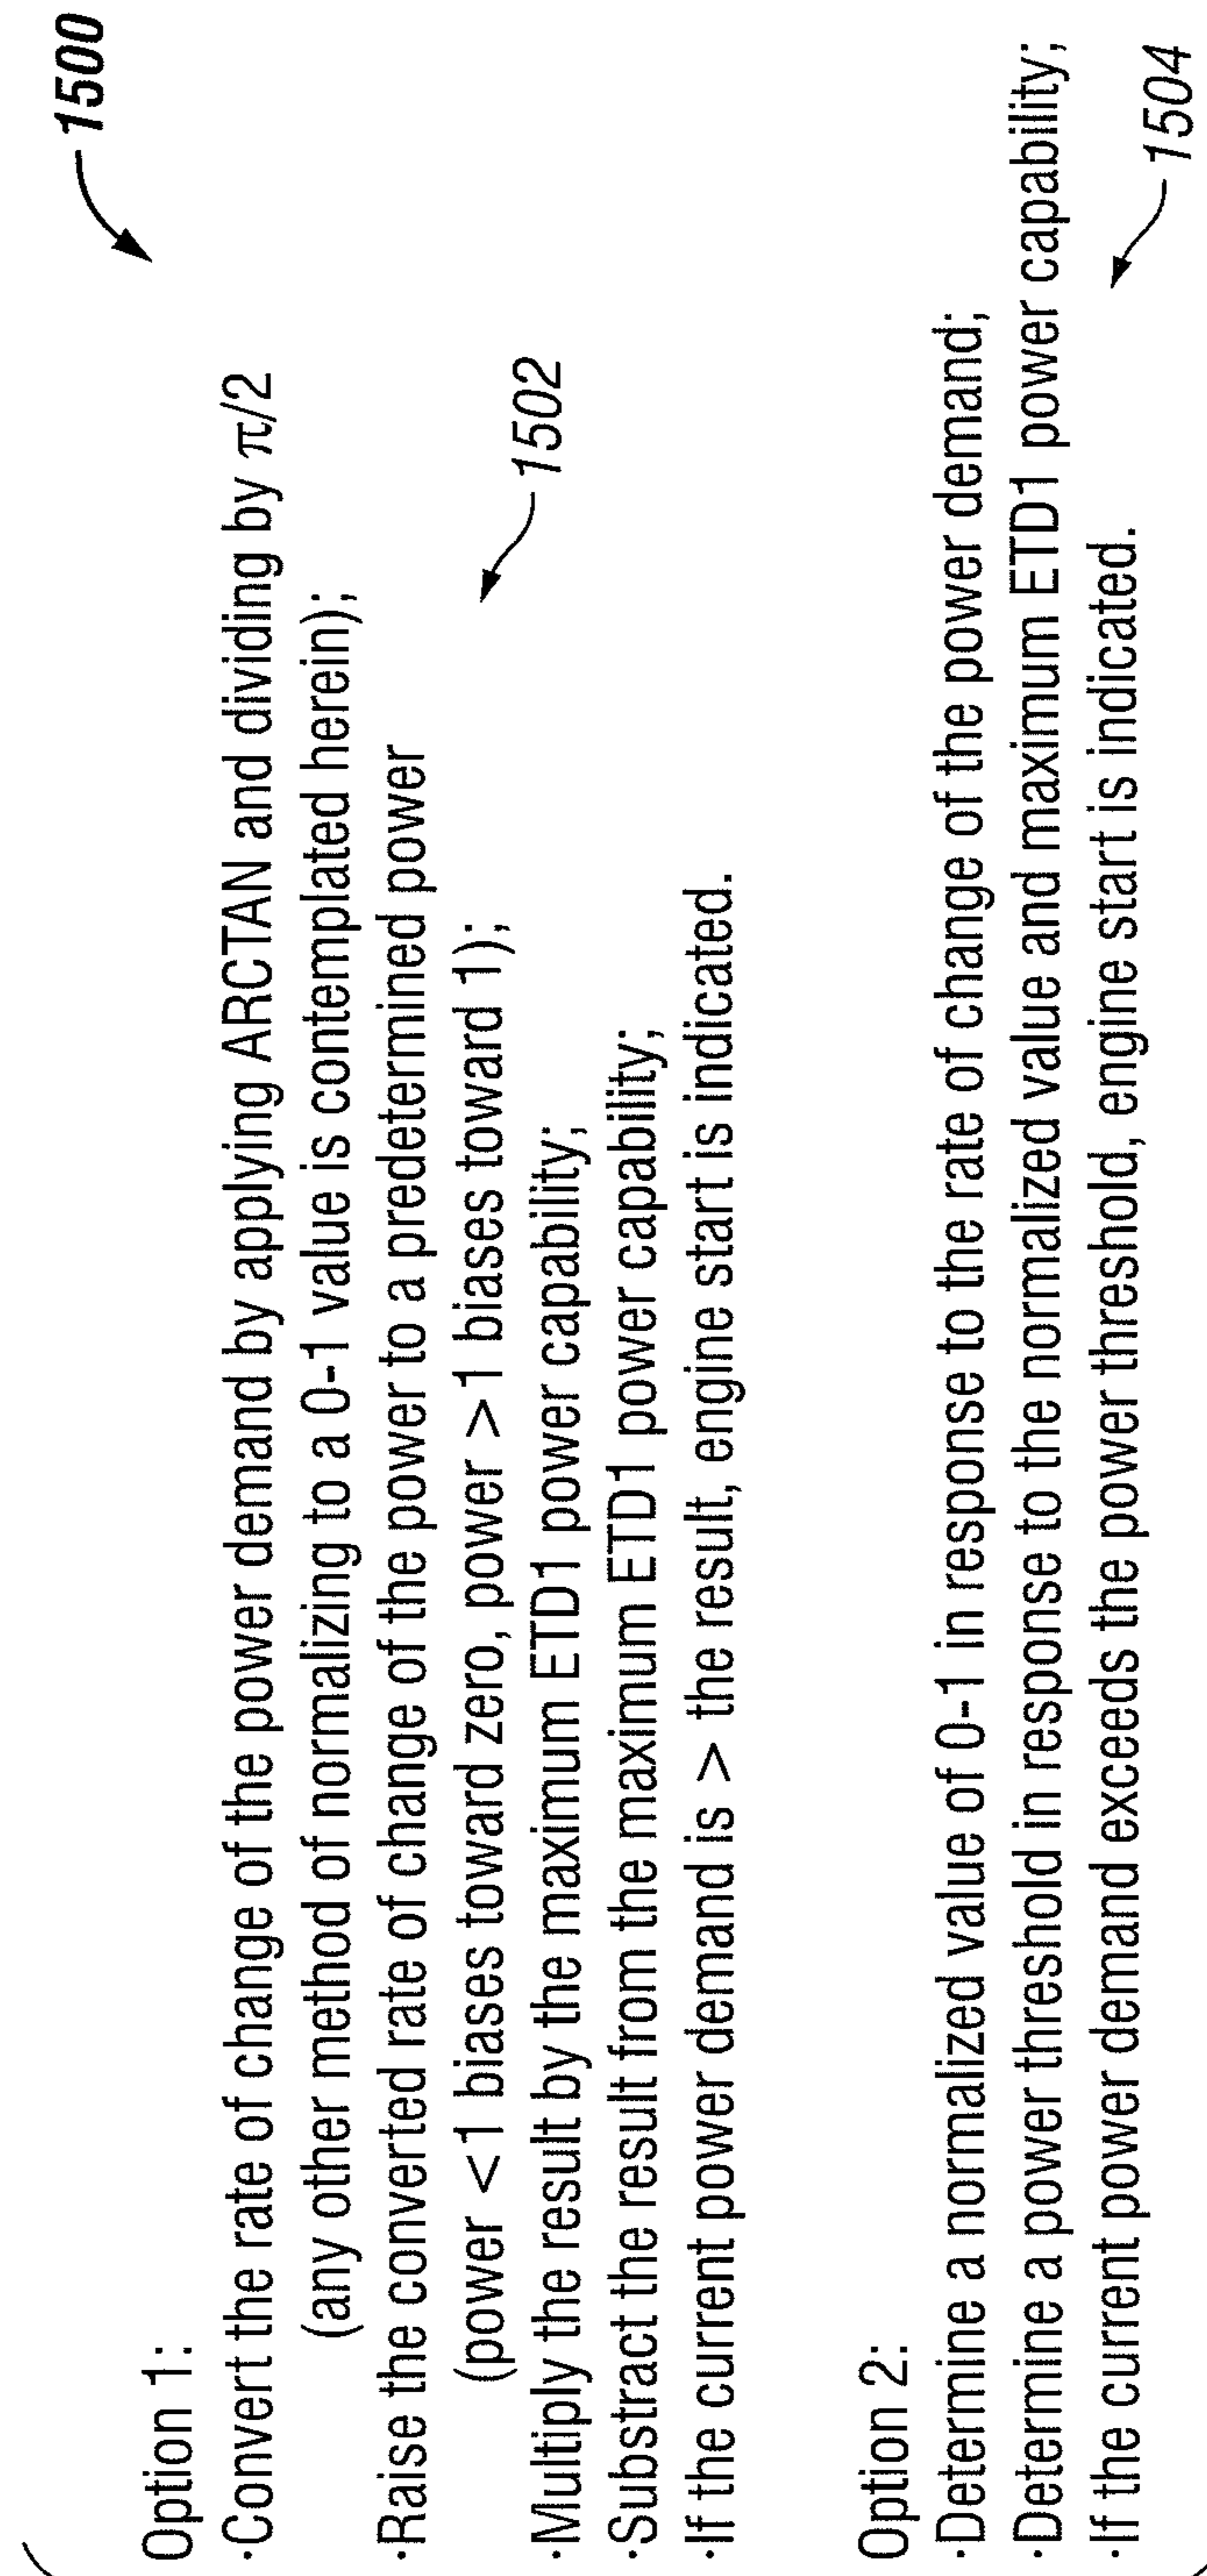 1500
Option 1:
·Convert the rate of change of the power demand by applying ARCTAN and dividing by π/2
(any other method of normalizing to a 0-1 value is contemplated herein);
·Raise the converted rate of change of the power to a predetermined power
(power <1 biases toward zero, power >1 biases toward 1);
1502
·Multiply the result by the maximum ETD1 power capability;
·Substract the result from the maximum ETD1 power capability;
·If the current power demand is > the result, engine start is indicated.
Option 2:
·Determine a normalized value of 0-1 in response to the rate of change of the power demand;
·Determine a power threshold in response to the normalized value and maximum ETD1 power capability;
·If the current power demand exceeds the power threshold, engine start is indicated.
1504